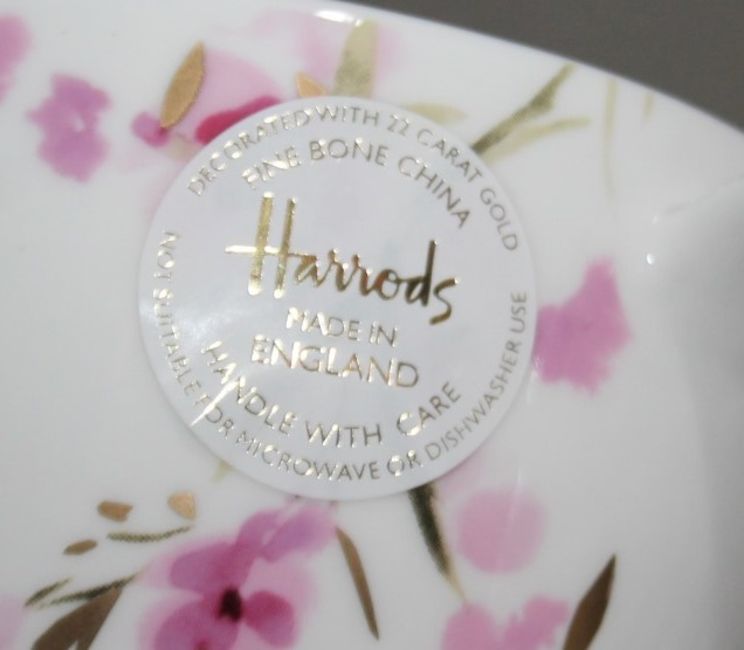 DECORATED WITH 22 CARAT GOLD
FINE BONE CHINA
Harrods
MADE IN
ENGLAND
HANDLE WITH CARE
NOT SUITABLE FOR MICROWAVE OR DISHWASHER USE